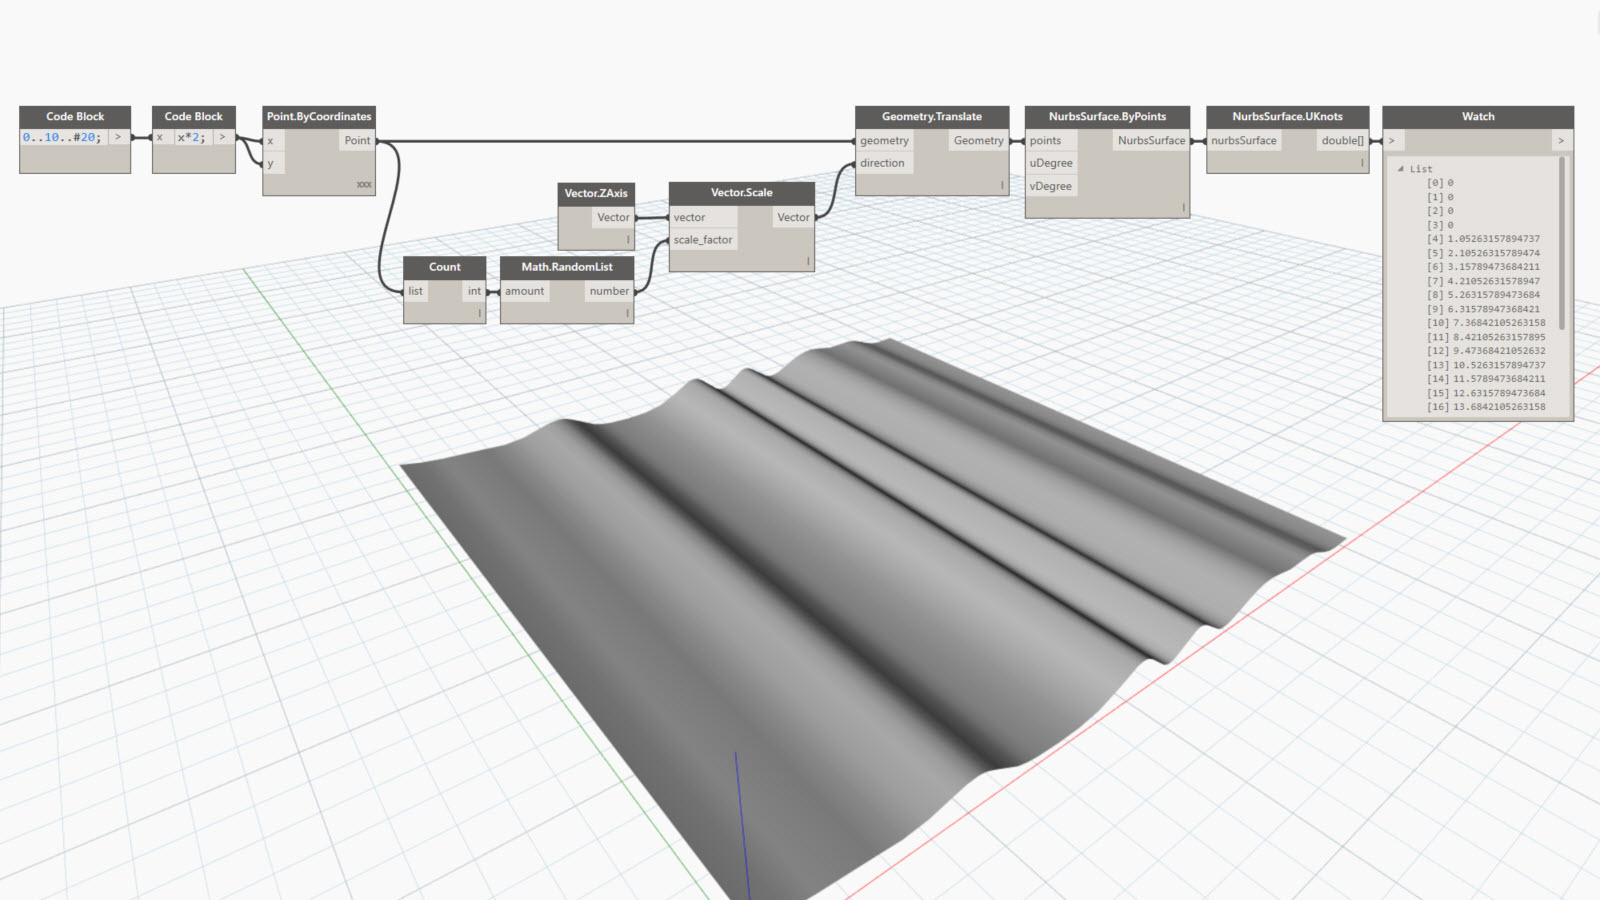 Code Block
0..10..#20; >
Code Block
x x*2; >
Point.ByCoordinates
x Point
y
xxx
Count
list int
l
Math.RandomList
amount number
l
Vector.ZAxis
Vector
l
Vector.Scale
vector Vector
scale_factor
l
Geometry.Translate
geometry Geometry
direction
l
NurbsSurface.ByPoints
points NurbsSurface
uDegree
vDegree
l
NurbsSurface.UKnots
nurbsSurface double[]
l
Watch
> >
List
[0] 0
[1] 0
[2] 0
[3] 0
[4] 1.05263157894737
[5] 2.10526315789474
[6] 3.15789473684211
[7] 4.21052631578947
[8] 5.26315789473684
[9] 6.31578947368421
[10] 7.36842105263158
[11] 8.42105263157895
[12] 9.47368421052632
[13] 10.5263157894737
[14] 11.5789473684211
[15] 12.6315789473684
[16] 13.6842105263158